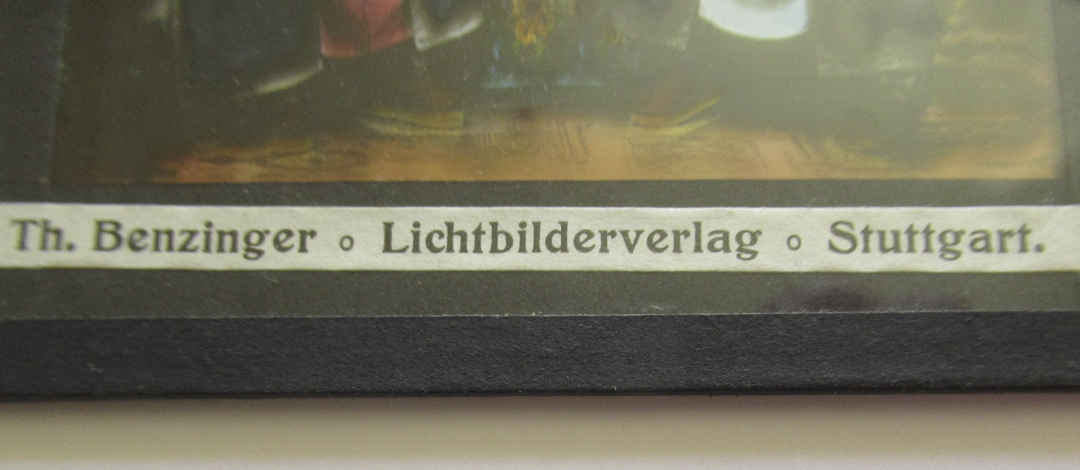 Th. Benzinger o Lichtbilderverlag o Stuttgart.